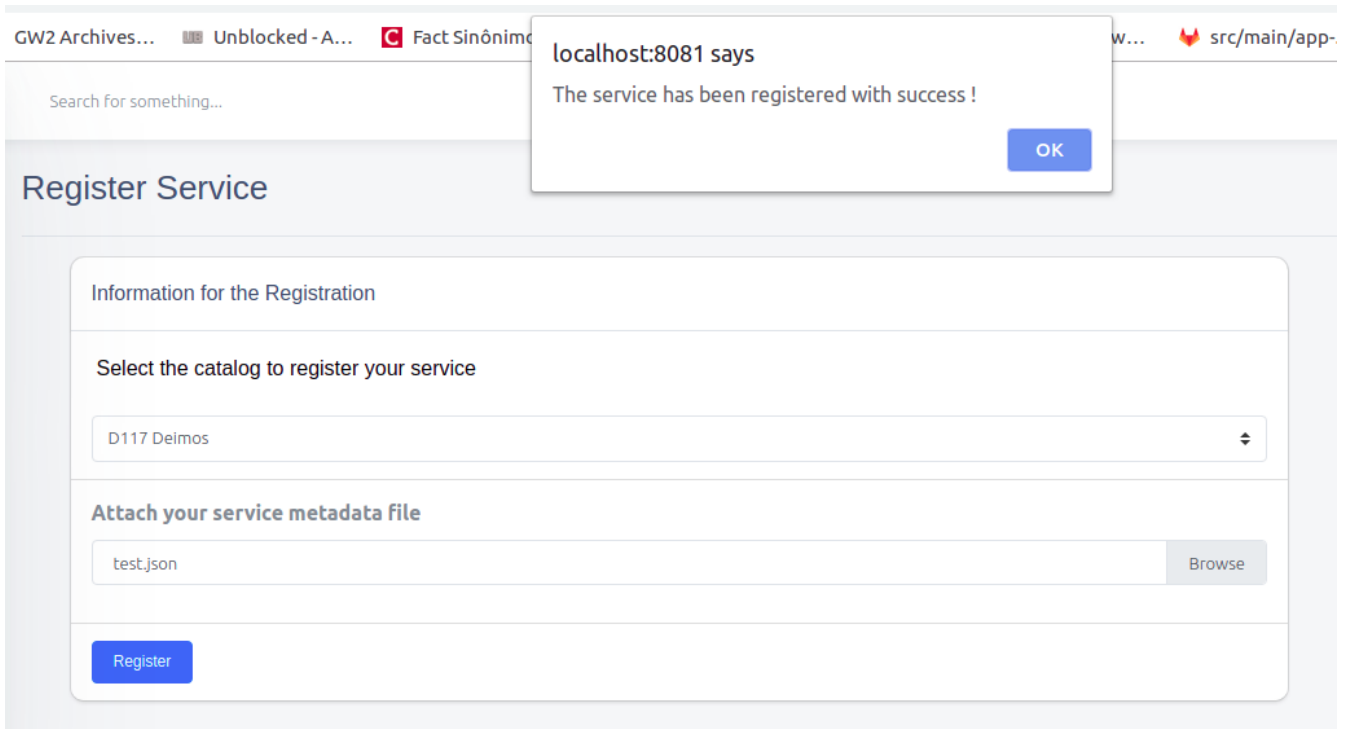 GW2 Archives... UB Unblocked - A... C Fact Sinônimo w... src/main/app-.
localhost:8081 says
The service has been registered with success !
OK
Search for something...
Register Service
Information for the Registration
Select the catalog to register your service
D117 Deimos
Attach your service metadata file
test.json Browse
Register